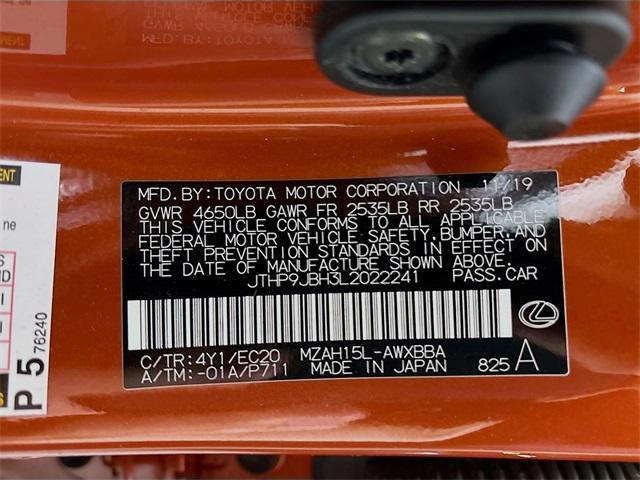 MFD.BY:TOYOTA MOTOR CORPORATION 11/19
GVWR 4650LB GAWR FR 2535LB RR 2535LB
THIS VEHICLE CONFORMS TO ALL APPLICABLE
FEDERAL MOTOR VEHICLE SAFETY,BUMPER,AND
THEFT PREVENTION STANDARDS IN EFFECT ON
THE DATE OF MANUFACTURE SHOWN ABOVE.
JTHP9JBH3L2022241 PASS.CAR
C/TR:4Y1/EC20 MZAH15L-AWXBBA
A/TM:-01A/P711 MADE IN JAPAN 825 A
ne
P 5 76240